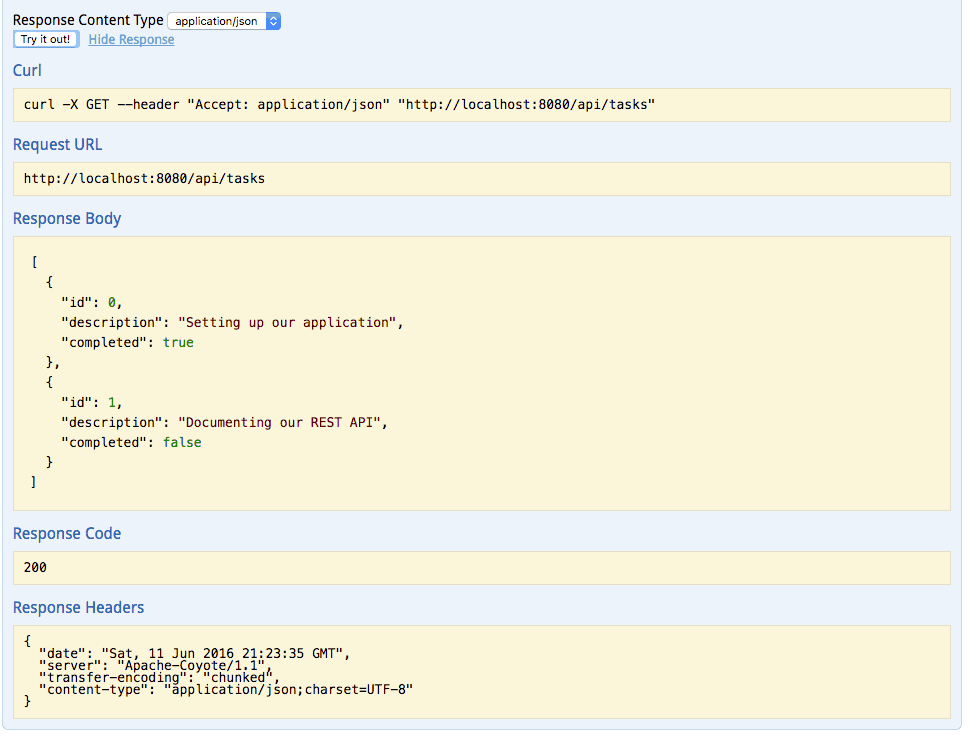 Response Content Type application/json
Try it out! Hide Response
Curl
curl -X GET --header "Accept: application/json" "http://localhost:8080/api/tasks"
Request URL
http://localhost:8080/api/tasks
Response Body
[
  {
    "id": 0,
    "description": "Setting up our application",
    "completed": true
  },
  {
    "id": 1,
    "description": "Documenting our REST API",
    "completed": false
  }
]
Response Code
200
Response Headers
{
  "date": "Sat, 11 Jun 2016 21:23:35 GMT",
  "server": "Apache-Coyote/1.1",
  "transfer-encoding": "chunked",
  "content-type": "application/json;charset=UTF-8"
}